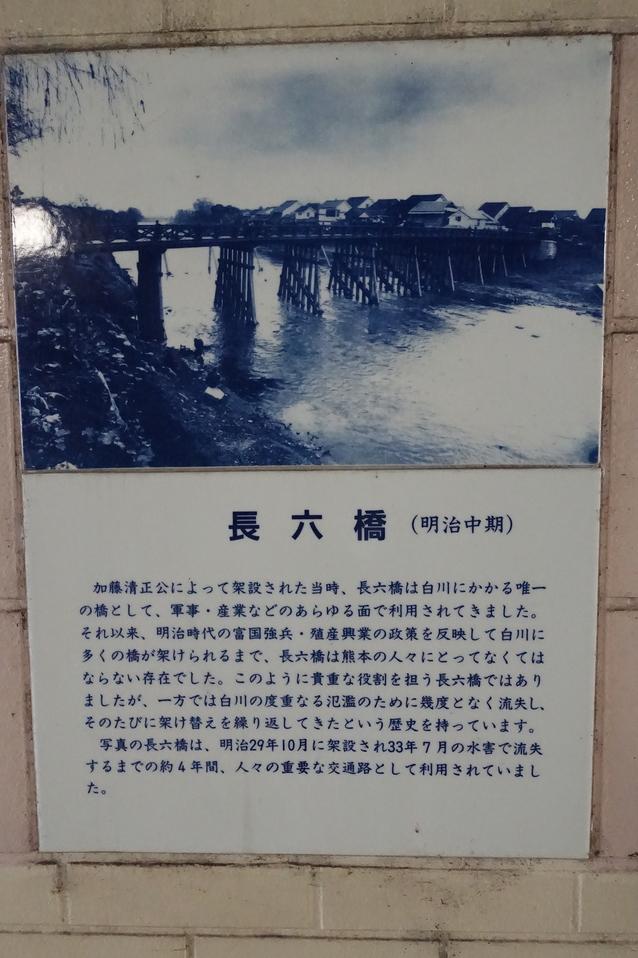 長六橋（明治中期）
加藤清正公によって架設された当時、長六橋は白川にかかる唯一
の橋として、軍事・産業などのあらゆる面で利用されてきました。
それ以来、明治時代の富国強兵・殖産興業の政策を反映して白川に
多くの橋が架けられるまで、長六橋は熊本の人々にとってなくては
ならない存在でした。このように貴重な役割を担う長六橋ではあり
ましたが、一方では白川の度重なる氾濫のために幾度となく流失し、
そのたびに架け替えを繰り返してきたという歴史を持っています。
写真の長六橋は、明治29年10月に架設され33年7月の水害で流失
するまでの約4年間、人々の重要な交通路として利用されていまし
た。